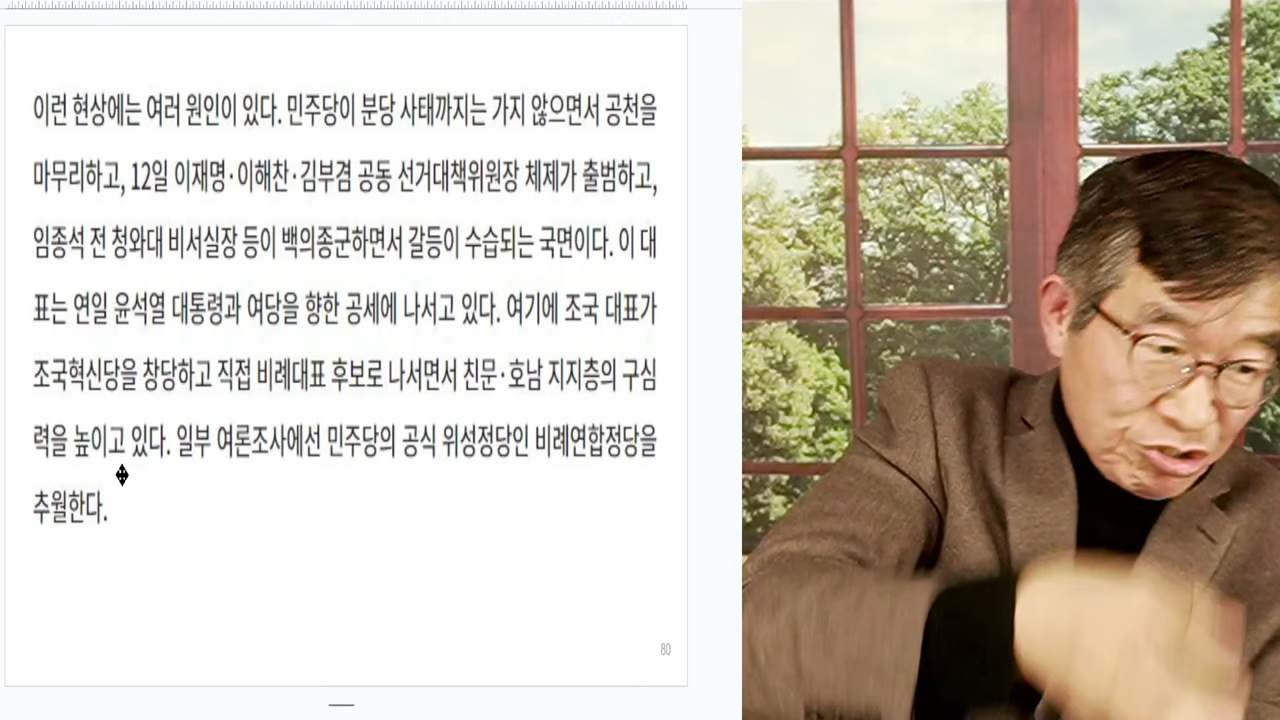 이런 현상에는 여러 원인이 있다. 민주당이 분당 사태까지는 가지 않으면서 공천을
마무리하고, 12일 이재명·이해찬·김부겸 공동 선거대책위원장 체제가 출범하고,
임종석 전 청와대 비서실장 등이 백의종군하면서 갈등이 수습되는 국면이다. 이 대
표는 연일 윤석열 대통령과 여당을 향한 공세에 나서고 있다. 여기에 조국 대표가
조국혁신당을 창당하고 직접 비례대표 후보로 나서면서 친문·호남 지지층의 구심
력을 높이고 있다. 일부 여론조사에선 민주당의 공식 위성정당인 비례연합정당을
추월한다.
80